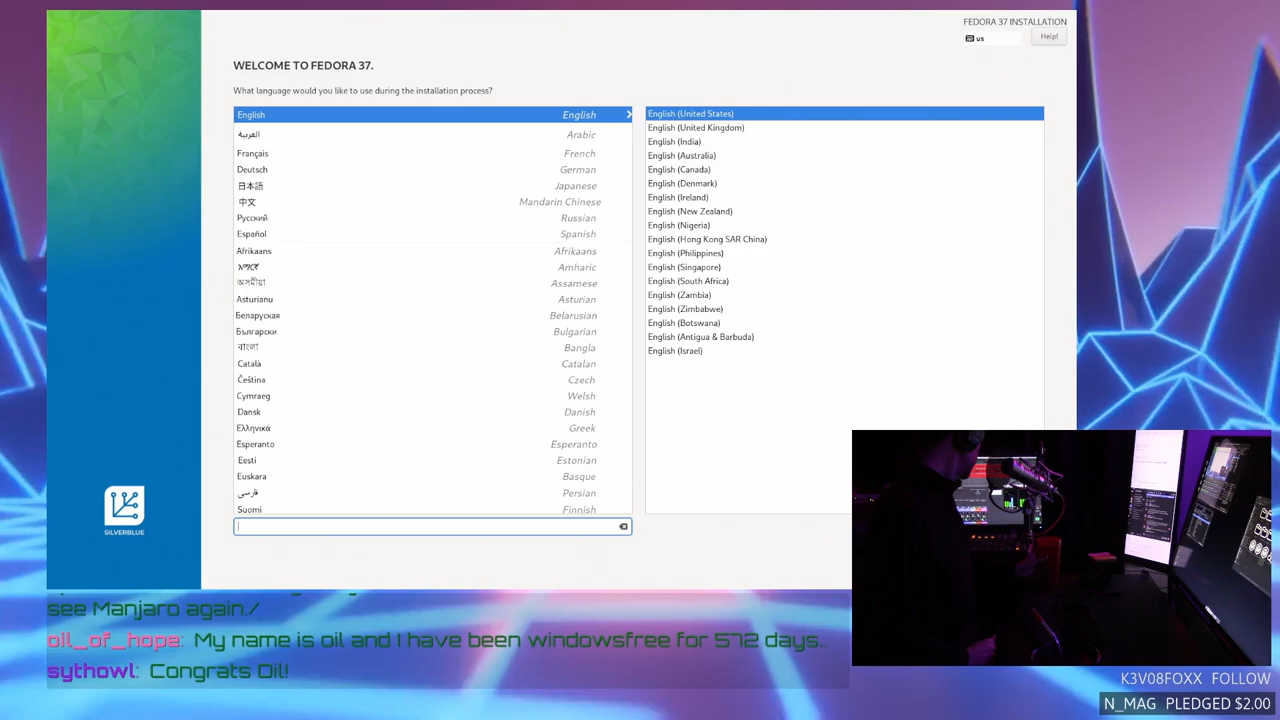 FEDORA 37 INSTALLATION
us
Help!
WELCOME TO FEDORA 37.
What language would you like to use during the installation process?
English English
العربية Arabic
Français French
Deutsch German
日本語 Japanese
中文 Mandarin Chinese
Русский Russian
Español Spanish
Afrikaans Afrikaans
አማርኛ Amharic
অসমীয়া Assamese
Asturianu Asturian
Беларуская Belarusian
Български Bulgarian
বাংলা Bangla
Català Catalan
Čeština Czech
Cymraeg Welsh
Dansk Danish
Ελληνικά Greek
Esperanto Esperanto
Eesti Estonian
Euskara Basque
فارسی Persian
Suomi Finnish
English (United States)
English (United Kingdom)
English (India)
English (Australia)
English (Canada)
English (Denmark)
English (Ireland)
English (New Zealand)
English (Nigeria)
English (Hong Kong SAR China)
English (Philippines)
English (Singapore)
English (South Africa)
English (Zambia)
English (Zimbabwe)
English (Botswana)
English (Antigua & Barbuda)
English (Israel)
SILVERBLUE
see Manjaro again./
oil_of_hope: My name is oil and I have been windowsfree for 572 days..
sythowl: Congrats Oil!
K3V08FOXX FOLLOW
N_MAG PLEDGED $2.00